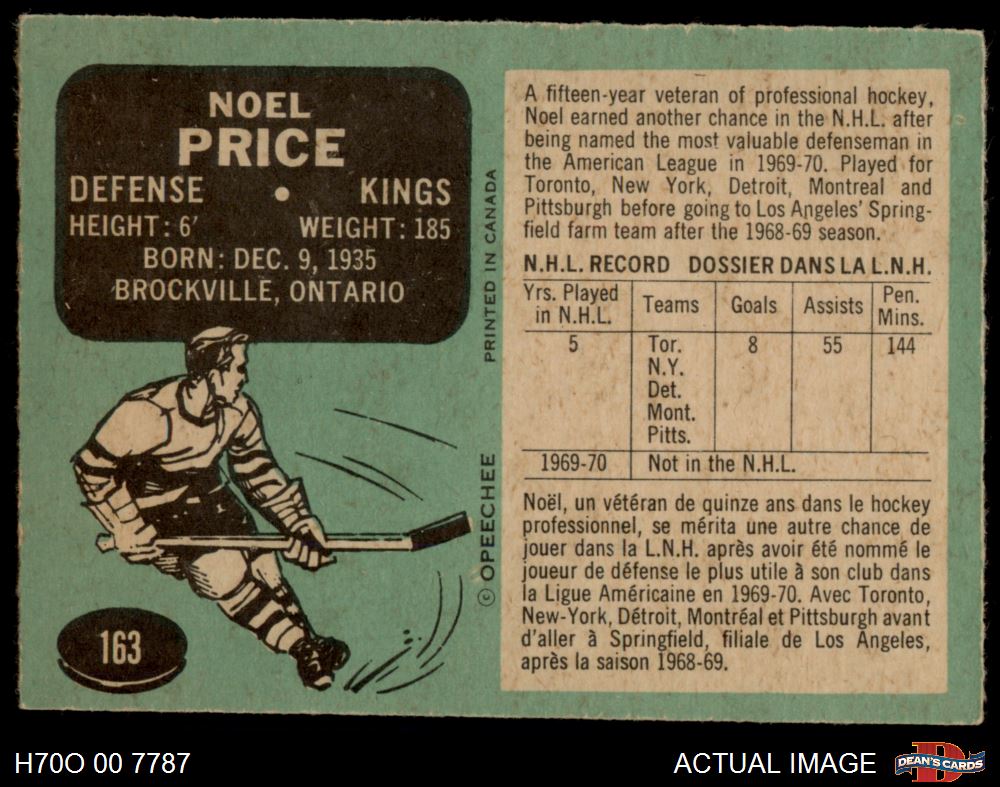 NOEL
PRICE
DEFENSE • KINGS
HEIGHT: 6' WEIGHT: 185
BORN: DEC. 9, 1935
BROCKVILLE, ONTARIO
163
© OPEECHEE PRINTED IN CANADA
A fifteen-year veteran of professional hockey,
Noel earned another chance in the N.H.L. after
being named the most valuable defenseman in
the American League in 1969-70. Played for
Toronto, New York, Detroit, Montreal and
Pittsburgh before going to Los Angeles' Spring-
field farm team after the 1968-69 season.
N.H.L. RECORD DOSSIER DANS LA L.N.H.
Yrs. Played
in N.H.L. Teams Goals Assists Pen.
Mins.
5 Tor. 8 55 144
N.Y.
Det.
Mont.
Pitts.
1969-70 Not in the N.H.L.
Noël, un vétéran de quinze ans dans le hockey
professionnel, se mérita une autre chance de
jouer dans la L.N.H. après avoir été nommé le
joueur de défense le plus utile à son club dans
la Ligue Américaine en 1969-70. Avec Toronto,
New-York, Détroit, Montréal et Pittsburgh avant
d'aller à Springfield, filiale de Los Angeles,
après la saison 1968-69.
H70O 00 7787 ACTUAL IMAGE DEAN'S CARDS